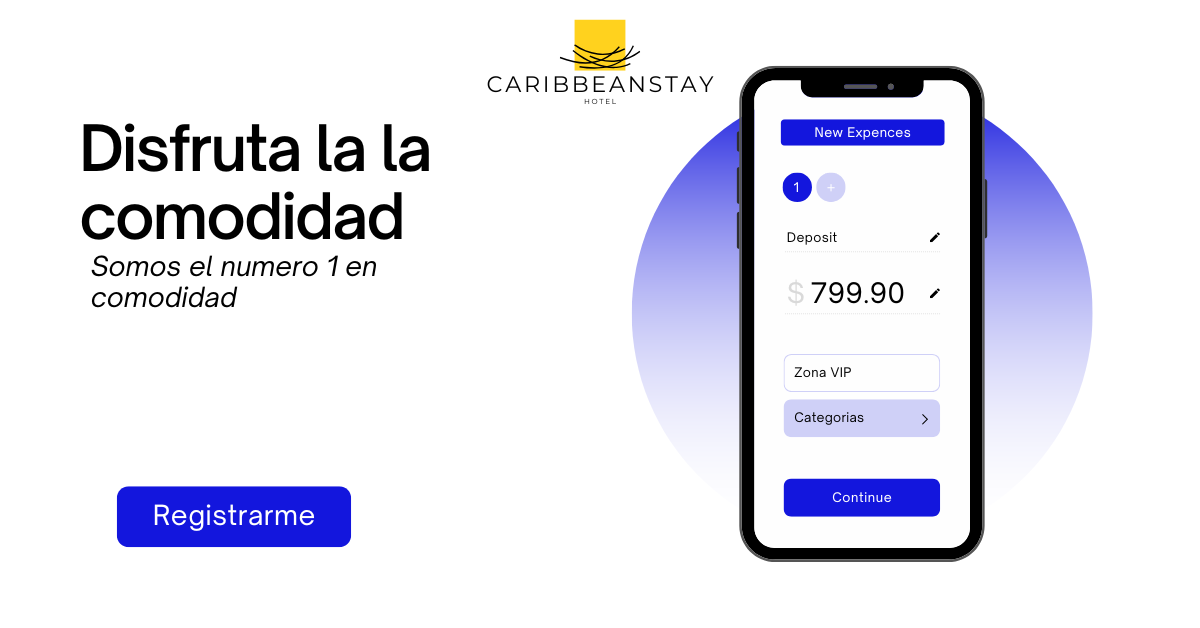 CARIBBEANSTAY
HOTEL
Disfruta la la
comodidad
Somos el numero 1 en
comodidad
Registrarme
New Expences
1 +
Deposit
$ 799.90
Zona VIP
Categorias
Continue